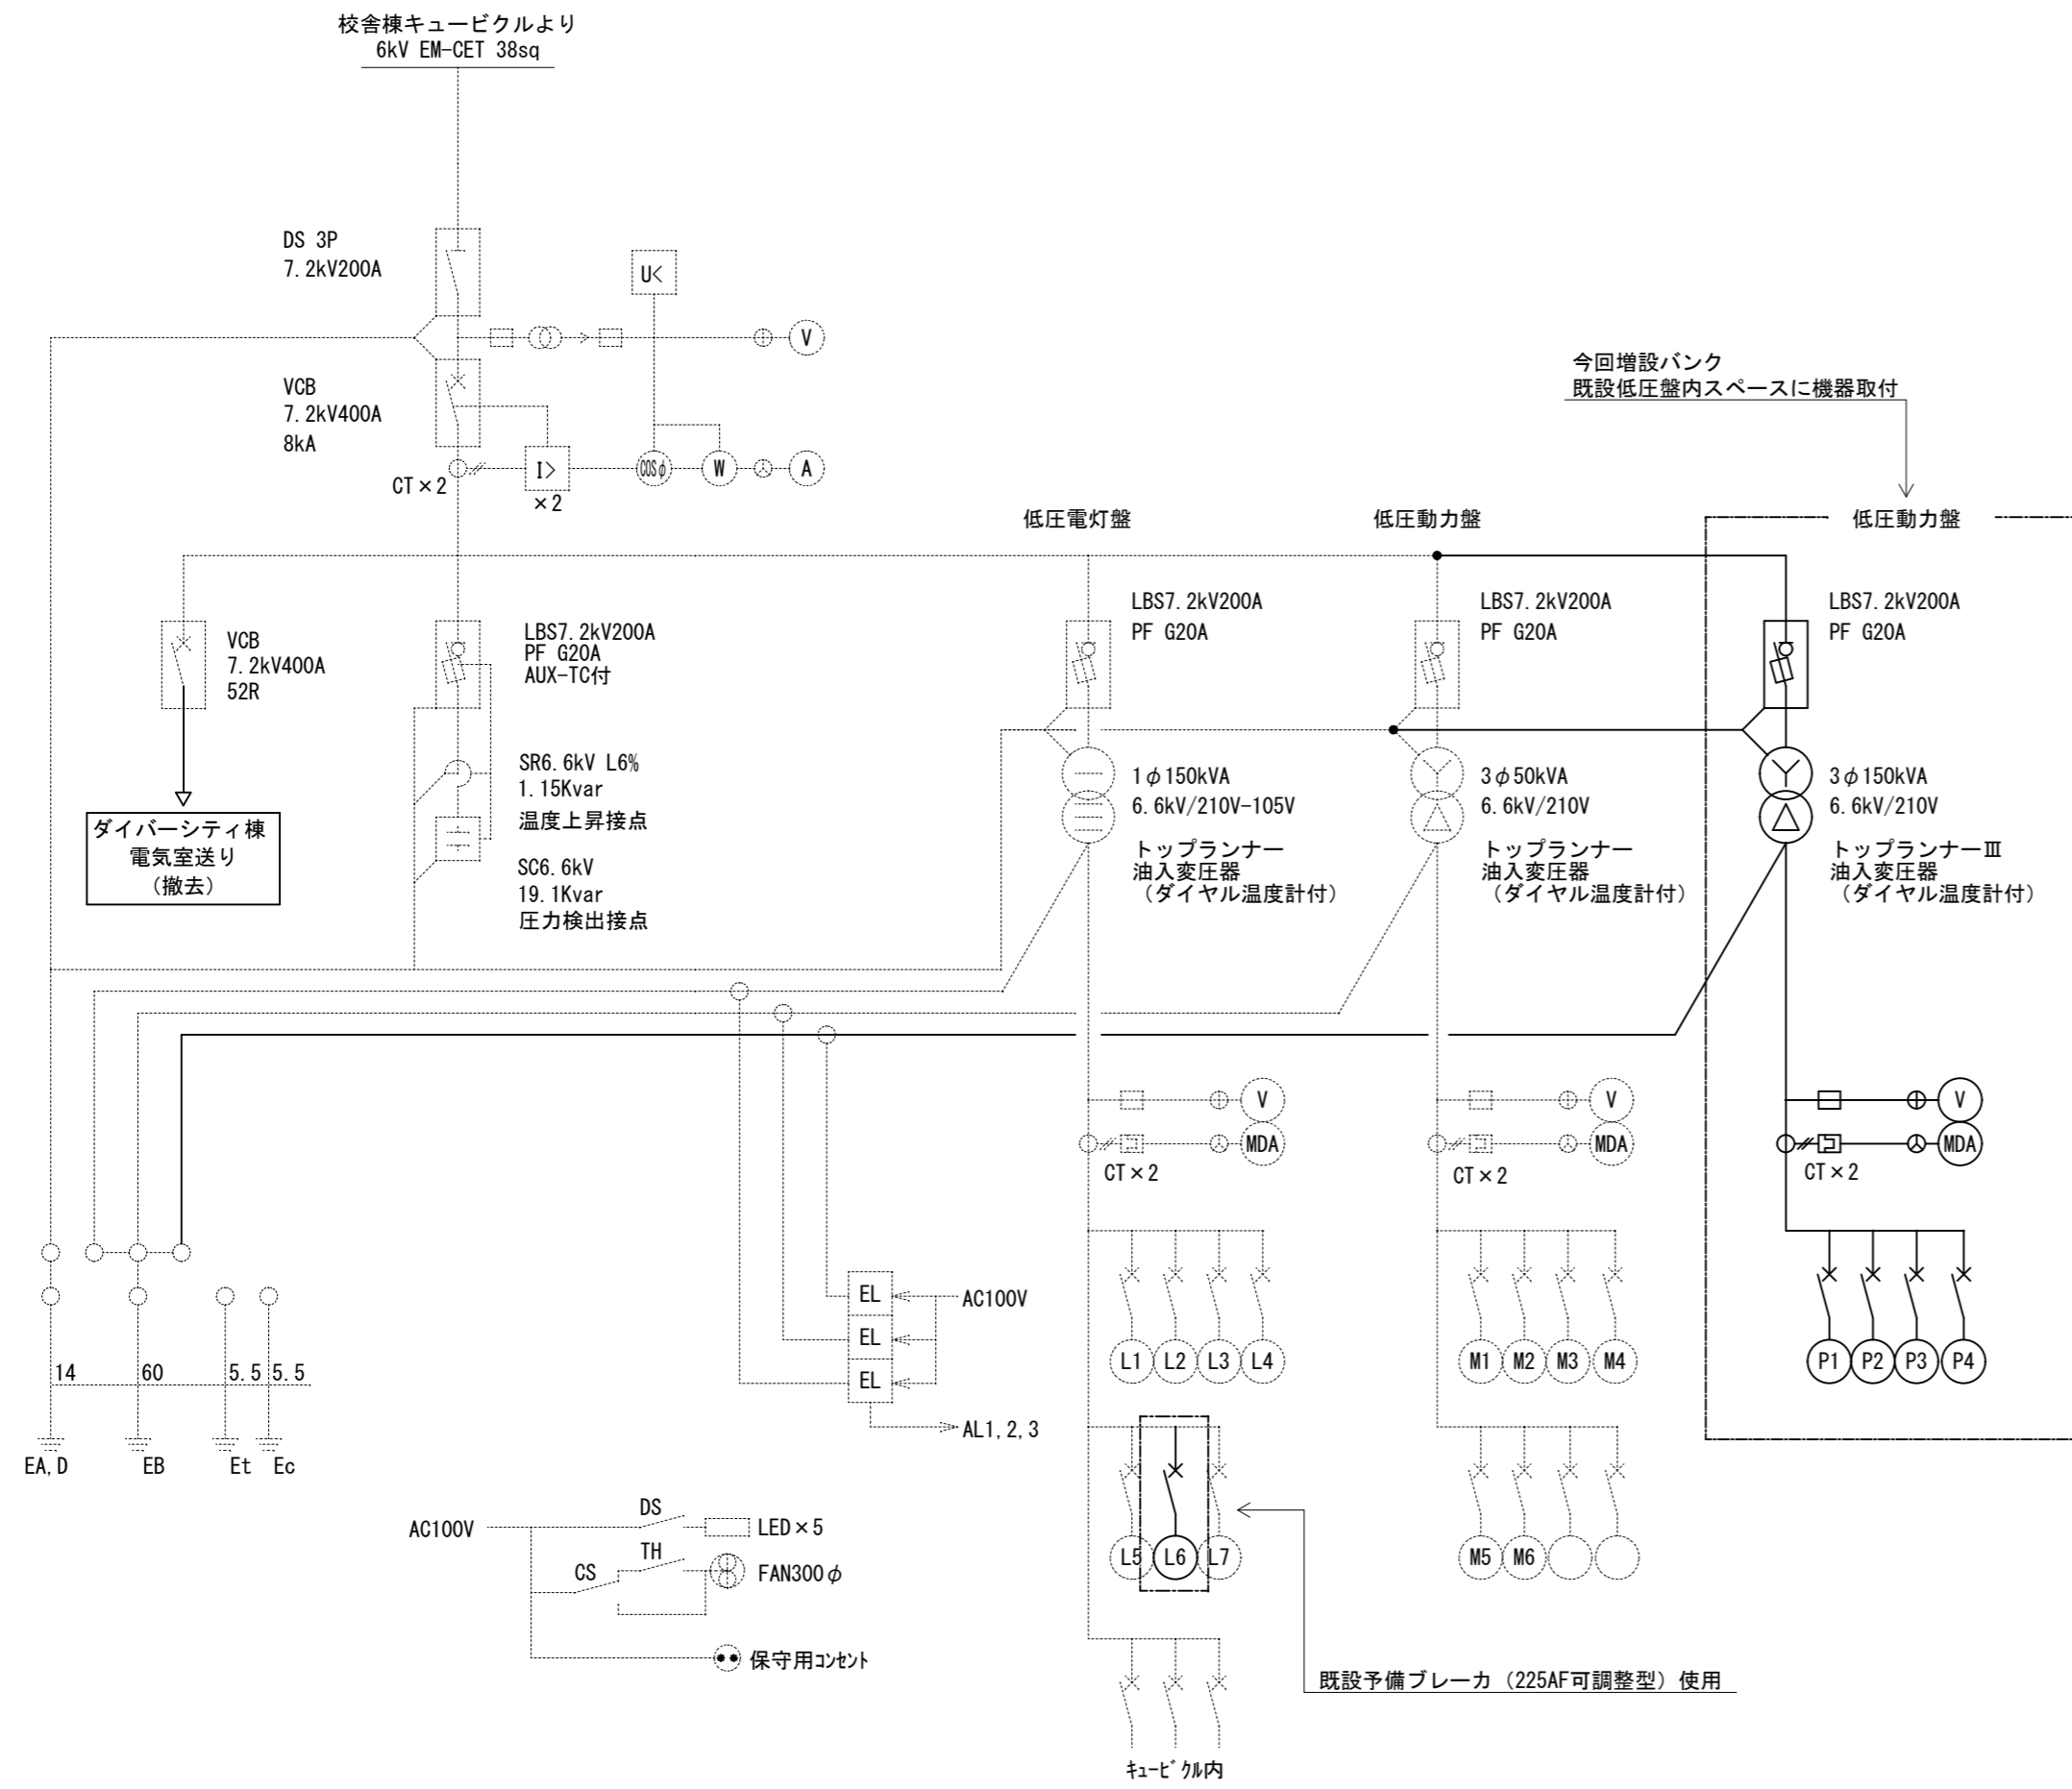 校舎棟キュービクルより
6kV EM-CET 38sq
DS 3P
7.2kV200A
U<
V
VCB
7.2kV400A
8kA
CT×2
I>
×2
COSφ
W
A
今回増設バンク
既設低圧盤内スペースに機器取付
低圧電灯盤
低圧動力盤
低圧動力盤
VCB
7.2kV400A
52R
LBS7.2kV200A
PF G20A
AUX-TC付
LBS7.2kV200A
PF G20A
LBS7.2kV200A
PF G20A
LBS7.2kV200A
PF G20A
ダイバーシティ棟
電気室送り
（撤去）
SR6.6kV L6%
1.15Kvar
温度上昇接点
SC6.6kV
19.1Kvar
圧力検出接点
1φ150kVA
6.6kV/210V-105V
トップランナー
油入変圧器
（ダイヤル温度計付）
3φ50kVA
6.6kV/210V
トップランナー
油入変圧器
（ダイヤル温度計付）
3φ150kVA
6.6kV/210V
トップランナーⅢ
油入変圧器
（ダイヤル温度計付）
V
MDA
CT×2
V
MDA
CT×2
V
MDA
CT×2
EL
EL
EL
AC100V
AL1,2,3
L1 L2 L3 L4
M1 M2 M3 M4
P1 P2 P3 P4
14
60
5.5
5.5
EA,D
EB
Et
Ec
L5 L6 L7
M5 M6
AC100V
DS
LED×5
TH
CS
FAN300φ
保守用ｺﾝｾﾝﾄ
既設予備ブレーカ（225AF可調整型）使用
ｷｭｰﾋﾞｸﾙ内